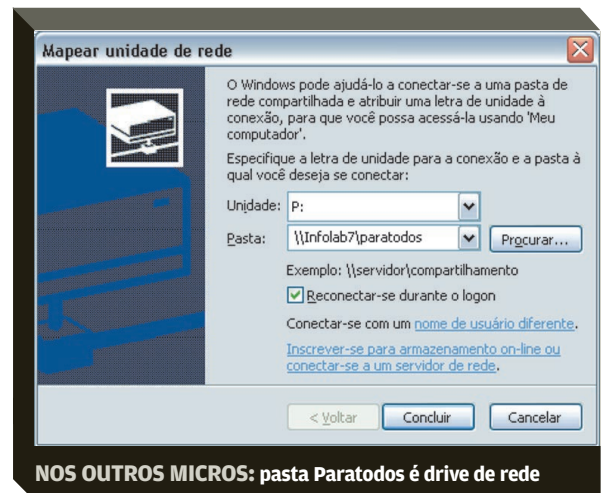 Mapear unidade de rede
O Windows pode ajudá-lo a conectar-se a uma pasta de
rede compartilhada e atribuir uma letra de unidade à
conexão, para que você possa acessá-la usando 'Meu
computador'.
Especifique a letra de unidade para a conexão e a pasta à
qual você deseja se conectar:
Unidade: P:
Pasta: \\Infolab7\paratodos Procurar...
Exemplo: \\servidor\compartilhamento
Reconectar-se durante o logon
Conectar-se com um nome de usuário diferente.
Inscrever-se para armazenamento on-line ou
conectar-se a um servidor de rede.
< Voltar Concluir Cancelar
NOS OUTROS MICROS: pasta Paratodos é drive de rede